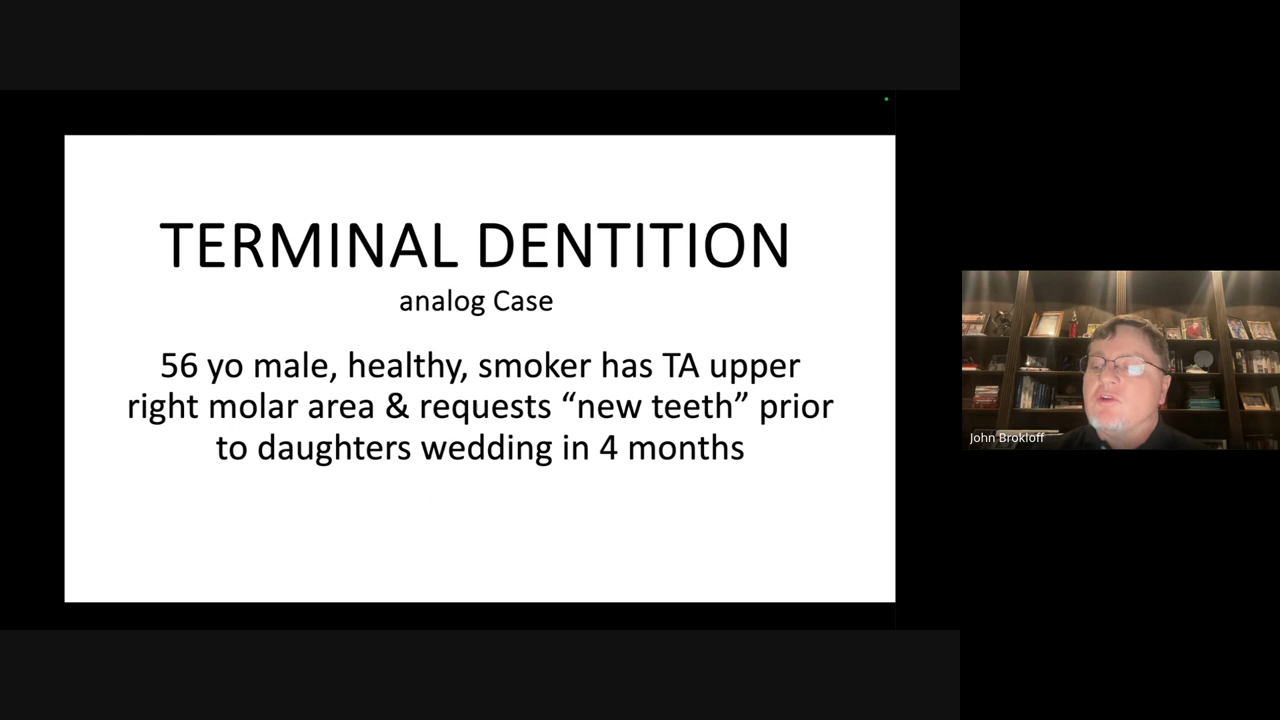 TERMINAL DENTITION
analog Case
56 yo male, healthy, smoker has TA upper
right molar area & requests “new teeth” prior
to daughters wedding in 4 months
John Brokloff